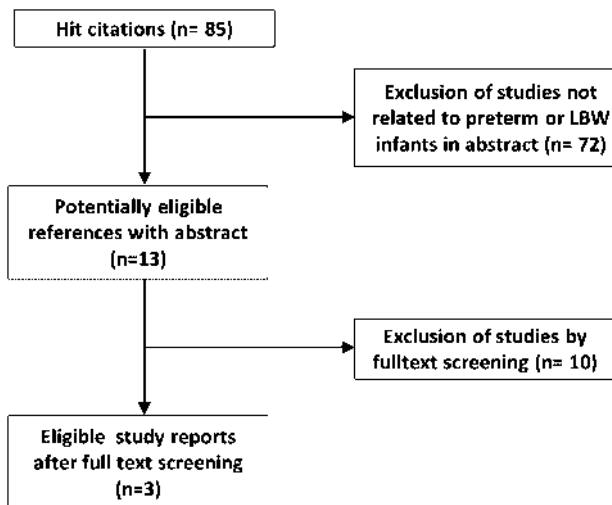 Hit citations (n= 85)
Exclusion of studies not
related to preterm or LBW
infants in abstract (n= 72)
Potentially eligible
references with abstract
(n=13)
Exclusion of studies by
fulltext screening (n= 10)
Eligible study reports
after full text screening
(n=3)